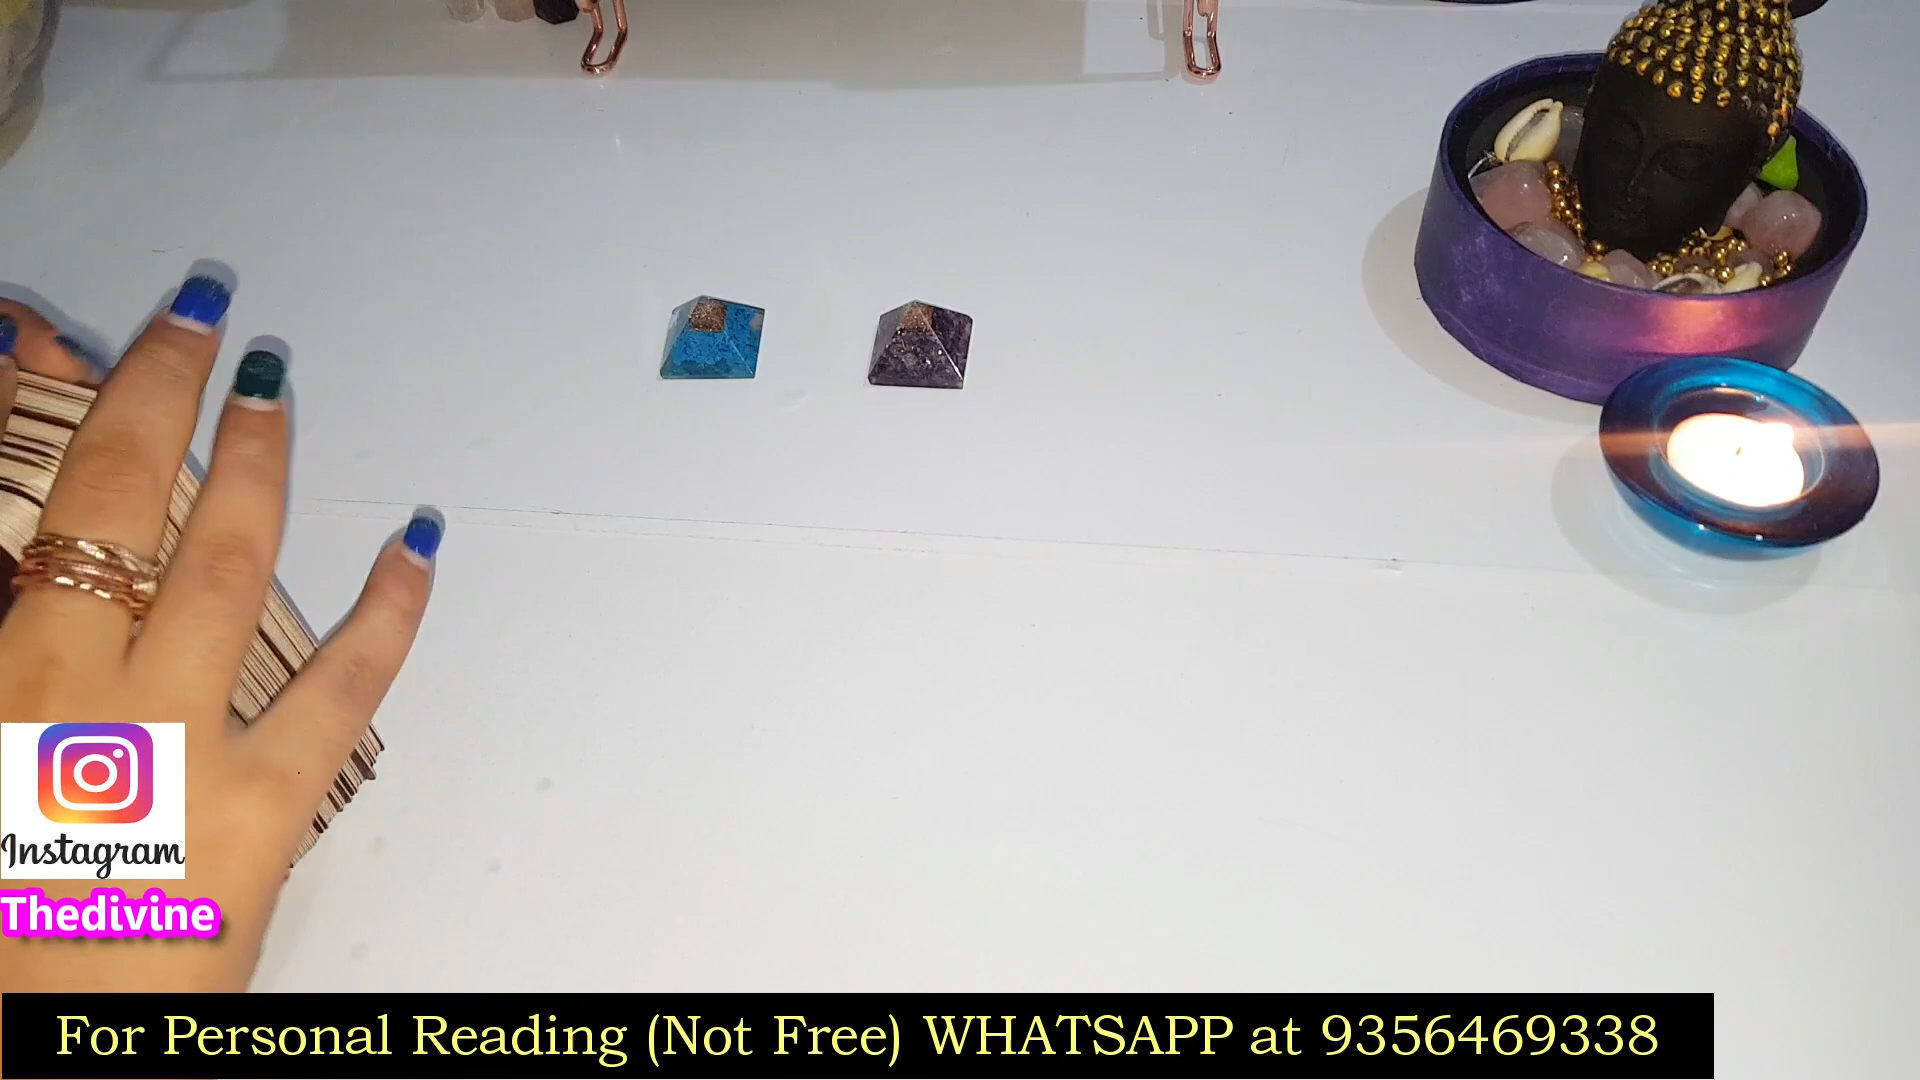 Instagram
Thedivine
For Personal Reading (Not Free) WHATSAPP at 9356469338